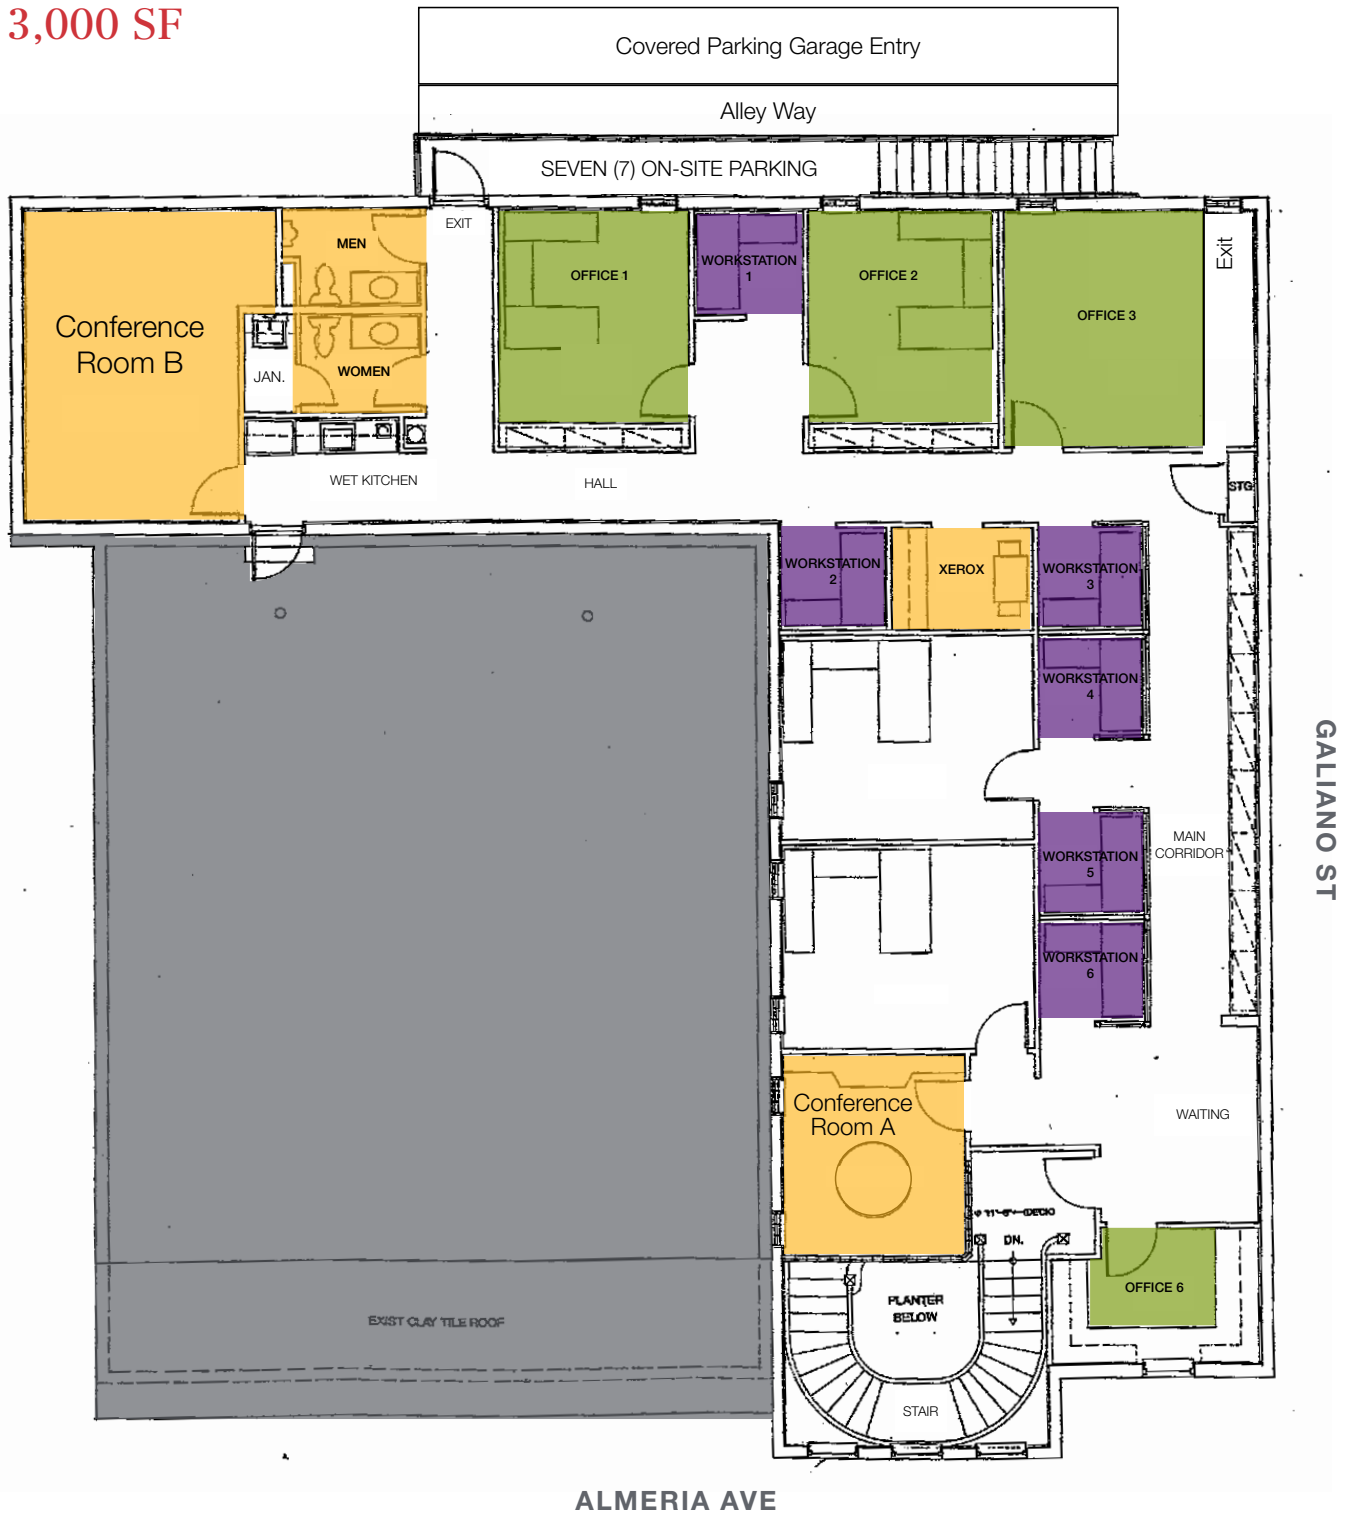 3,000 SF
Covered Parking Garage Entry
Alley Way
SEVEN (7) ON-SITE PARKING
EXIT
MEN
OFFICE 1
WORKSTATION
1
OFFICE 2
OFFICE 3
Exit
Conference
Room B
JAN.
WOMEN
WET KITCHEN
HALL
STG
WORKSTATION
2
XEROX
WORKSTATION
3
WORKSTATION
4
GALIANO ST
MAIN
CORRIDOR
WORKSTATION
5
WORKSTATION
6
Conference
Room A
WAITING
DN.
OFFICE 6
PLANTER
BELOW
EXIST CLAY TILE ROOF
STAIR
ALMERIA AVE